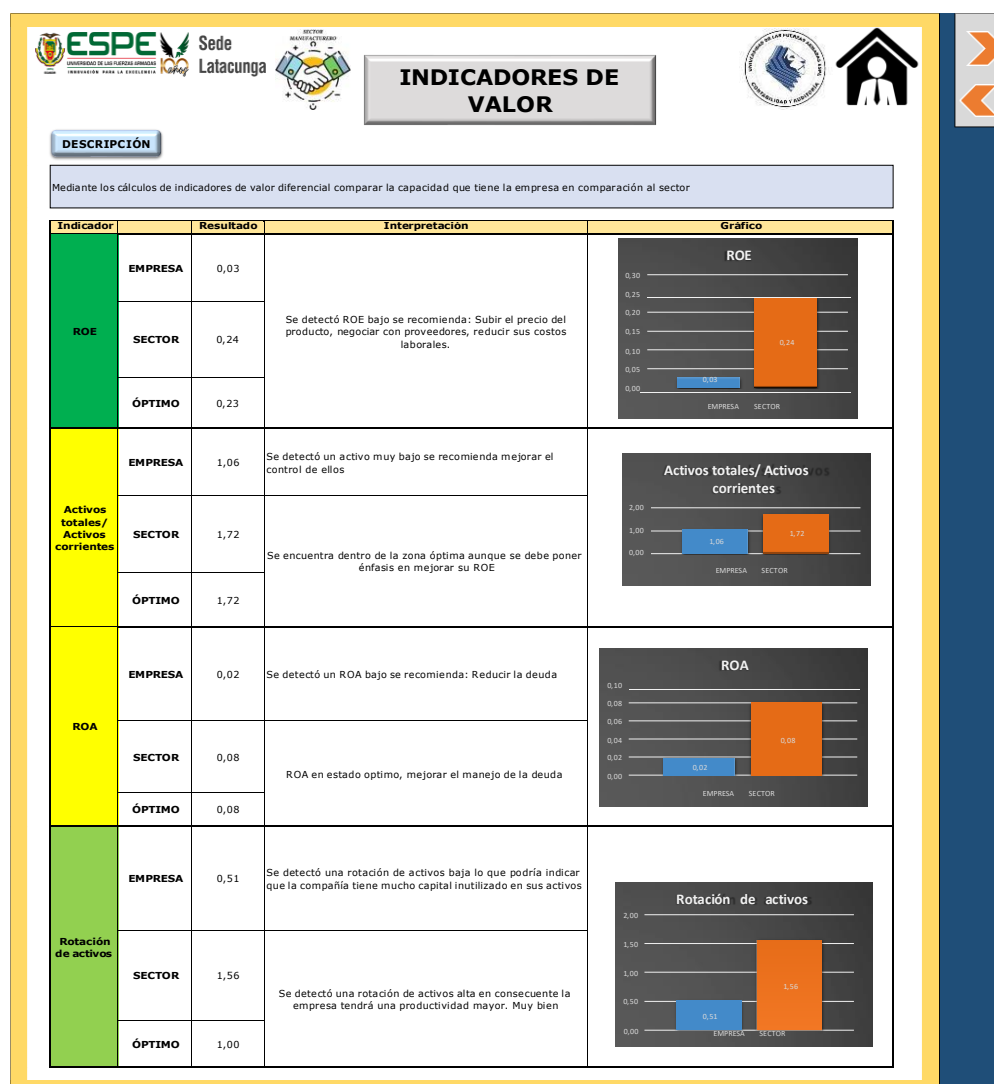 ESPE
UNIVERSIDAD DE LAS FUERZAS ARMADAS
INNOVACIÓN PARA LA EXCELENCIA
Sede
Latacunga
SECTOR
MANUFACTURERO
INDICADORES DE
VALOR
UNIVERSIDAD DE LAS FUERZAS ARMADAS ESPE
CONTABILIDAD Y AUDITORÍA
DESCRIPCIÓN
Mediante los cálculos de indicadores de valor diferencial comparar la capacidad que tiene la empresa en comparación al sector
Indicador Resultado Interpretación Gráfico
ROE
EMPRESA 0,03
SECTOR 0,24
ÓPTIMO 0,23
Se detectó ROE bajo se recomienda: Subir el precio del
producto, negociar con proveedores, reducir sus costos
laborales.
ROE
0,30
0,25
0,20
0,15
0,10
0,05
0,00
0,03
0,24
EMPRESA SECTOR
Activos
totales/
Activos
corrientes
EMPRESA 1,06
Se detectó un activo muy bajo se recomienda mejorar el
control de ellos
SECTOR 1,72
ÓPTIMO 1,72
Se encuentra dentro de la zona óptima aunque se debe poner
énfasis en mejorar su ROE
Activos totales/ Activos
corrientes
2,00
1,00
0,00
1,06
1,72
EMPRESA SECTOR
ROA
EMPRESA 0,02
Se detectó un ROA bajo se recomienda: Reducir la deuda
SECTOR 0,08
ÓPTIMO 0,08
ROA en estado optimo, mejorar el manejo de la deuda
ROA
0,10
0,08
0,06
0,04
0,02
0,00
0,02
0,08
EMPRESA SECTOR
Rotación
de activos
EMPRESA 0,51
Se detectó una rotación de activos baja lo que podría indicar
que la compañía tiene mucho capital inutilizado en sus activos
SECTOR 1,56
ÓPTIMO 1,00
Se detectó una rotación de activos alta en consecuente la
empresa tendrá una productividad mayor. Muy bien
Rotación de activos
2,00
1,50
1,00
0,50
0,00
0,51
1,56
EMPRESA SECTOR